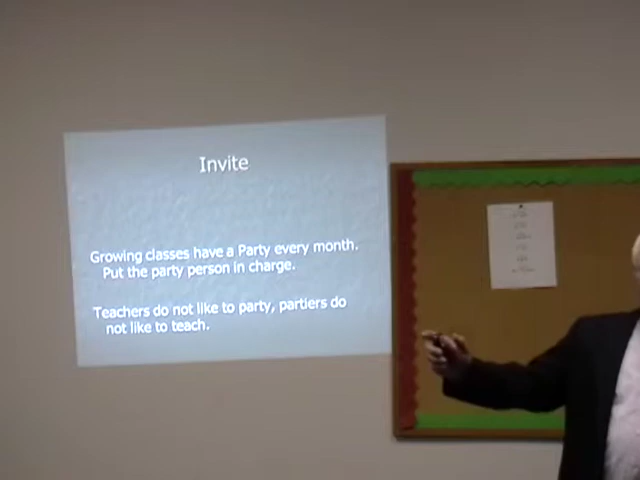 Invite
Growing classes have a Party every month.
Put the party person in charge.
Teachers do not like to party, partiers do
not like to teach.